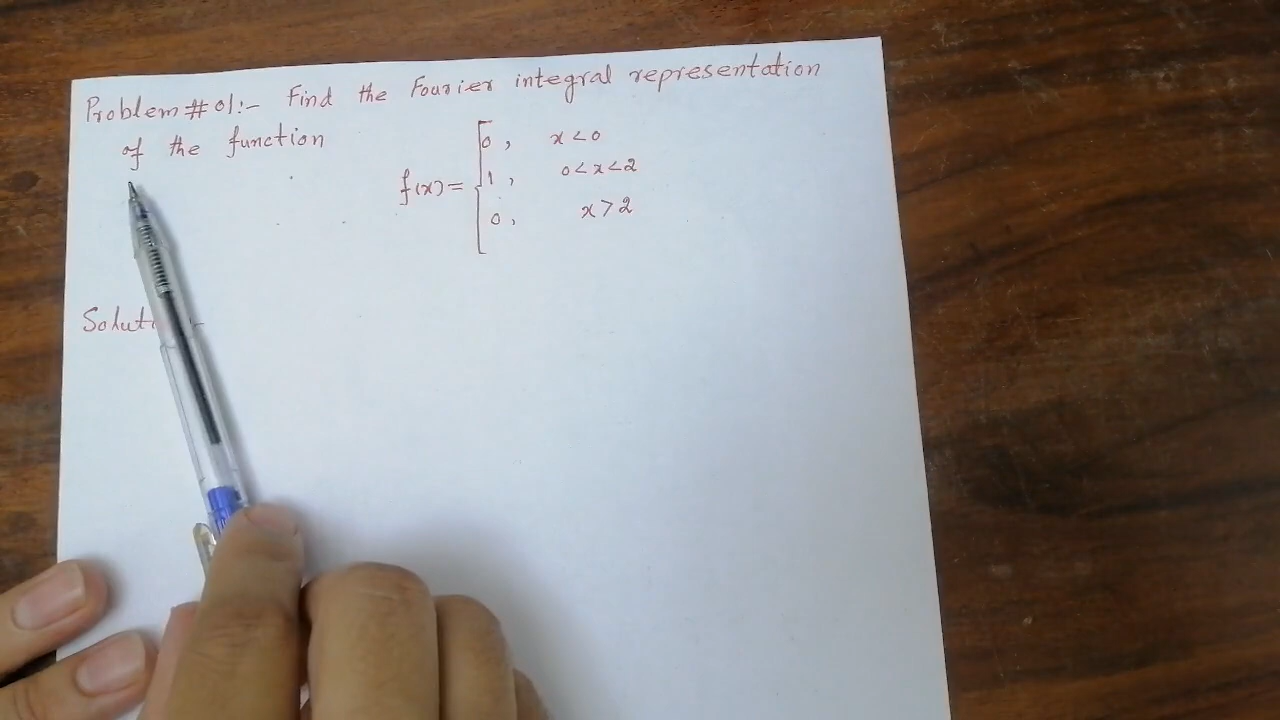 Problem # 01:- Find the Fourier integral representation
of the function
f(x) = [ 0, x < 0
1, 0 < x < 2
0, x > 2